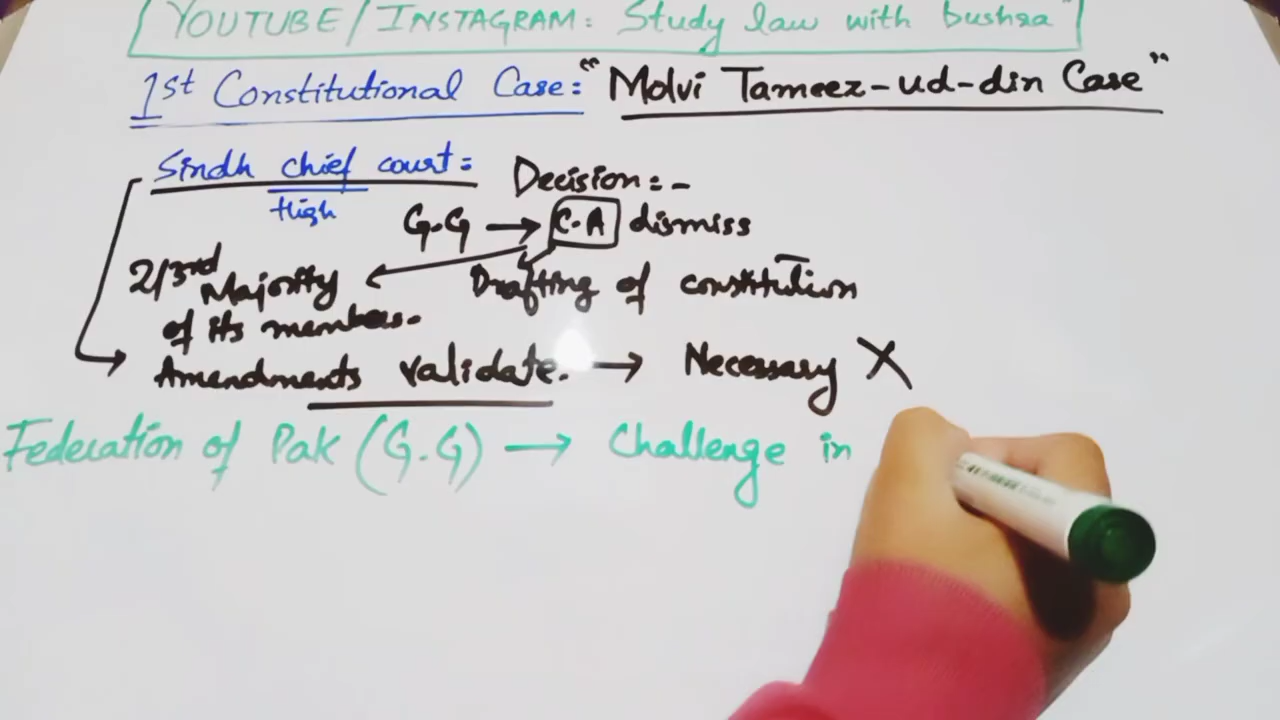 YOUTUBE/INSTAGRAM: Study law with bushra
1st Constitutional Case: "Molvi Tameez-ud-din Case"
Sindh chief court:
High
Decision:-
G.G → C.A dismiss
2/3rd Majority of its members.
Drafting of constitution
Amendments validate. → Necessary X
Federation of Pak (G.G) → Challenge in